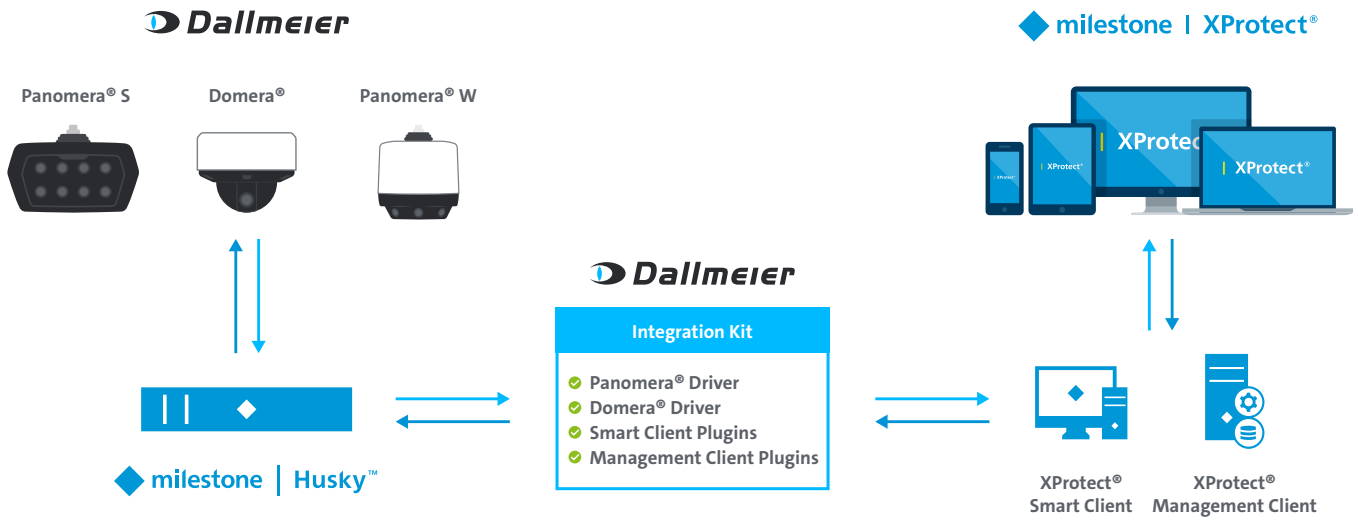 Dallmeier
milestone | XProtect®
Panomera® S
Domera®
Panomera® W
XProtect®
XProtect®
XProtec
XProtect®
Dallmeier
Integration Kit
Panomera® Driver
Domera® Driver
Smart Client Plugins
Management Client Plugins
milestone | Husky™
XProtect®
Smart Client
XProtect®
Management Client